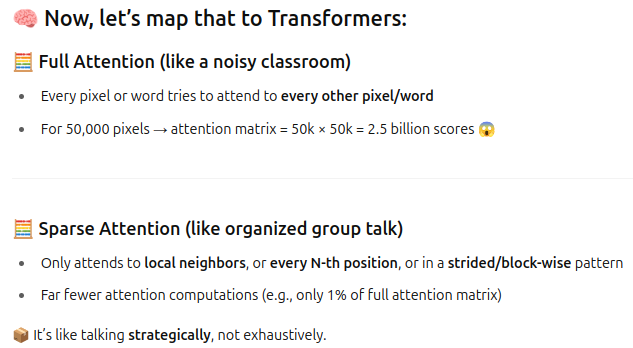 🧠 Now, let's map that to Transformers:
🧮 Full Attention (like a noisy classroom)
• Every pixel or word tries to attend to every other pixel/word
• For 50,000 pixels → attention matrix = 50k × 50k = 2.5 billion scores 😱
🧮 Sparse Attention (like organized group talk)
• Only attends to local neighbors, or every N-th position, or in a strided/block-wise pattern
• Far fewer attention computations (e.g., only 1% of full attention matrix)
📦 It's like talking strategically, not exhaustively.